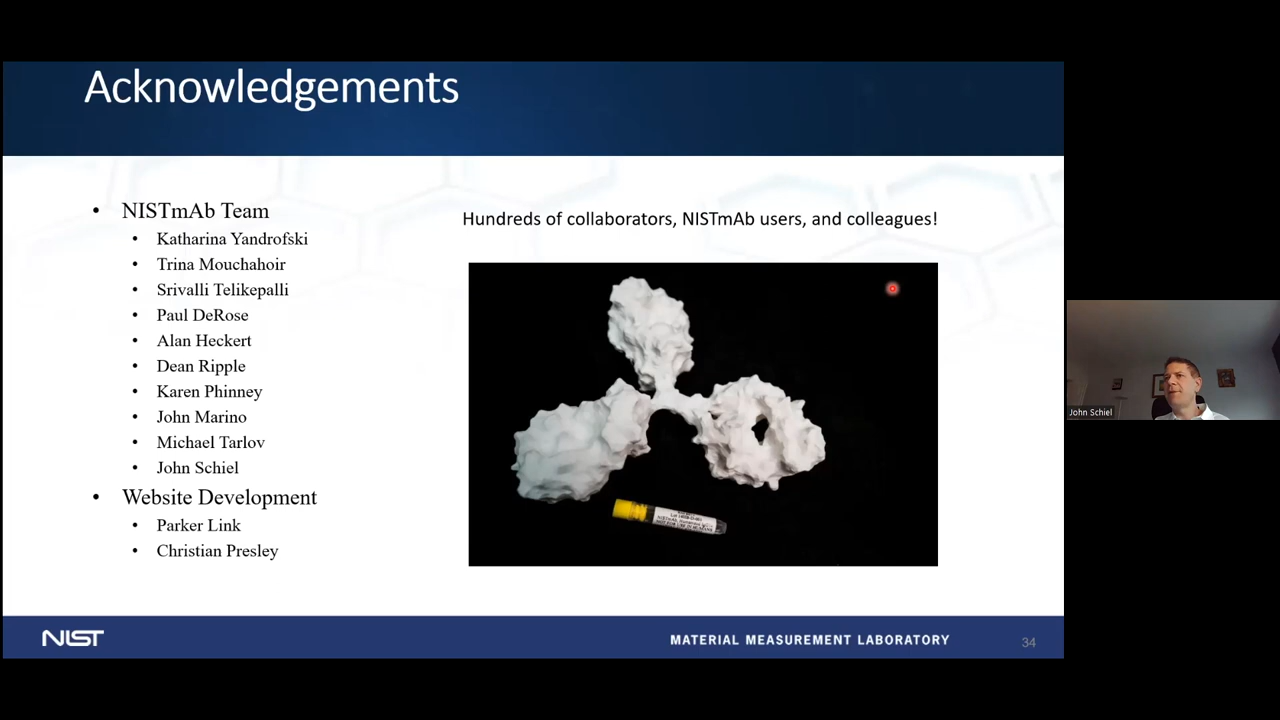 Acknowledgements
• NISTmAb Team
• Katharina Yandrofski
• Trina Mouchahoir
• Srivalli Telikepalli
• Paul DeRose
• Alan Heckert
• Dean Ripple
• Karen Phinney
• John Marino
• Michael Tarlov
• John Schiel
• Website Development
• Parker Link
• Christian Presley
Hundreds of collaborators, NISTmAb users, and colleagues!
NIST
MATERIAL MEASUREMENT LABORATORY
34
John Schiel